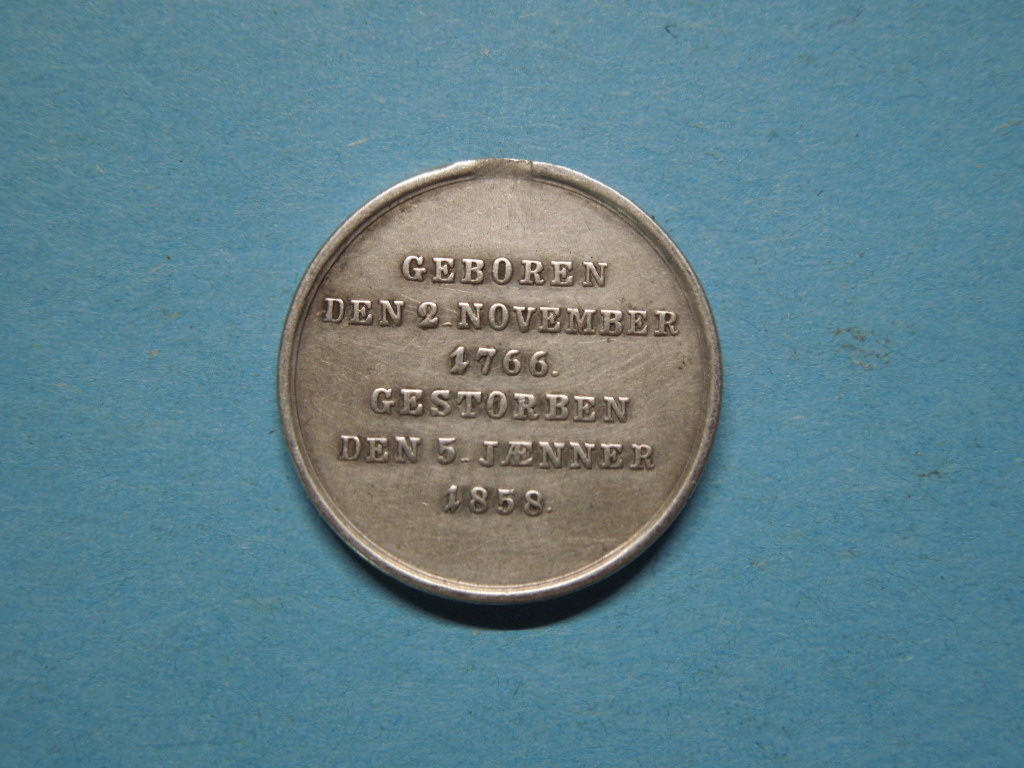 GEBOREN
DEN 2. NOVEMBER
1766.
GESTORBEN
DEN 5. JÆNNER
1858.